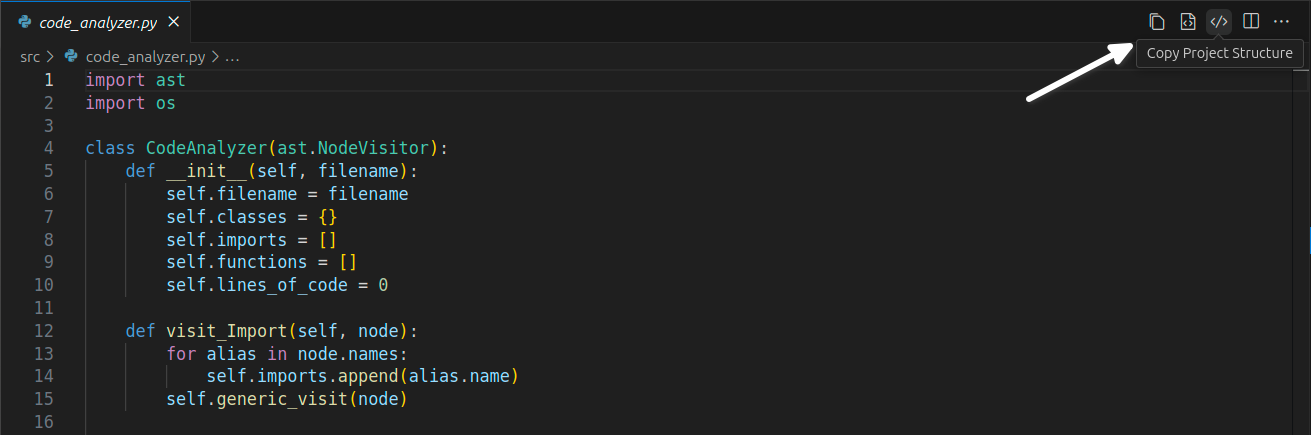 code_analyzer.py
Copy Project Structure
src > code_analyzer.py > ...
1 import ast
2 import os
3
4 class CodeAnalyzer(ast.NodeVisitor):
5     def __init__(self, filename):
6         self.filename = filename
7         self.classes = {}
8         self.imports = []
9         self.functions = []
10         self.lines_of_code = 0
11
12     def visit_Import(self, node):
13         for alias in node.names:
14             self.imports.append(alias.name)
15         self.generic_visit(node)
16